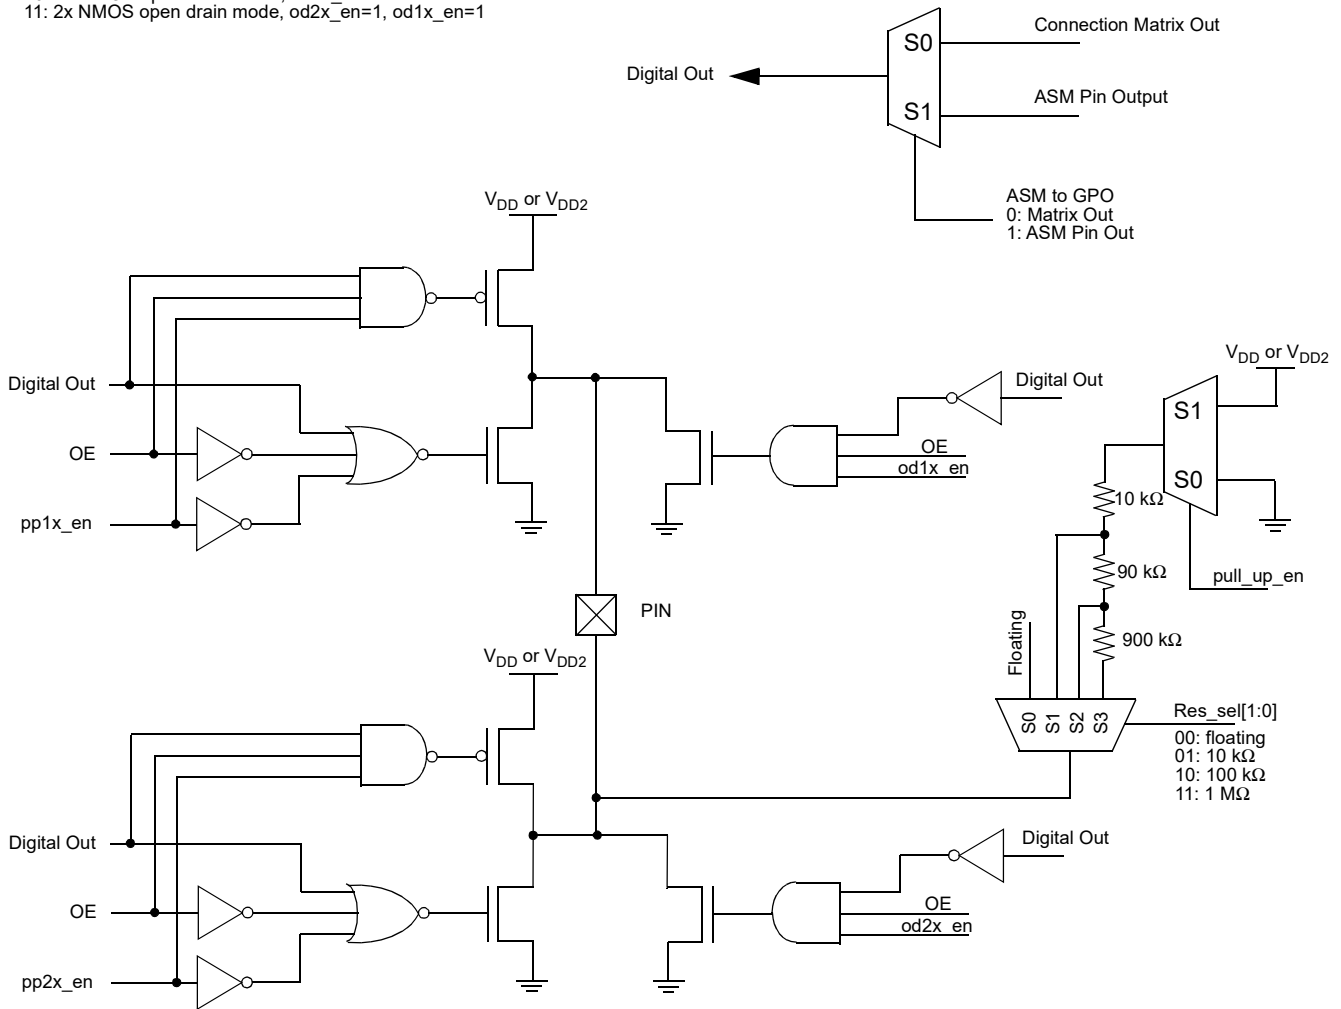 11: 2x NMOS open drain mode, od2x_en=1, od1x_en=1
Connection Matrix Out
S0
Digital Out
ASM Pin Output
S1
ASM to GPO
0: Matrix Out
1: ASM Pin Out
VDD or VDD2
Digital Out
OE
pp1x_en
Digital Out
OE
od1x_en
VDD or VDD2
S1
S0
10 kΩ
90 kΩ
pull_up_en
900 kΩ
Floating
PIN
S0 S1 S2 S3
Res_sel[1:0]
00: floating
01: 10 kΩ
10: 100 kΩ
11: 1 MΩ
VDD or VDD2
Digital Out
OE
pp2x_en
Digital Out
OE
od2x_en